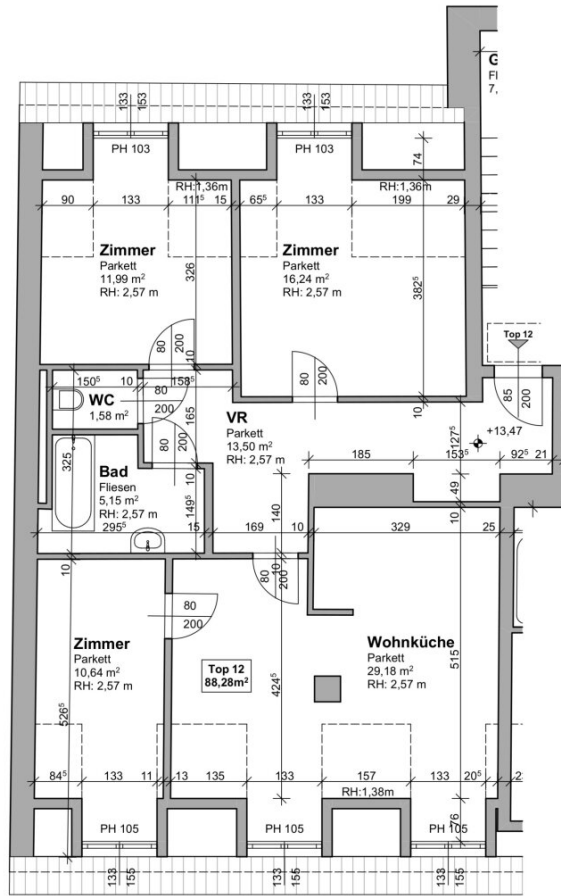 133
153
133
153
G
Fl
7,
PH 103
PH 103
74
RH:1,36m
RH:1,36m
90
133
111⁵
15
65⁵
133
199
29
Zimmer
Parkett
11,99 m²
RH: 2,57 m
326
Zimmer
Parkett
16,24 m²
RH: 2,57 m
382⁵
Top 12
80
200
10
80
200
85
200
150⁵
10
158⁵
80
200
WC
1,58 m²
165
VR
Parkett
13,50 m²
RH: 2,57 m
10
127⁵
+13,47
80
200
325
Bad
Fliesen
5,15 m²
RH: 2,57 m
10
149⁵
185
153⁵
92⁵
21
140
49
295⁵
15
169
10
10
329
25
10
80
200
10
Zimmer
Parkett
10,64 m²
RH: 2,57 m
80
200
Top 12
88,28m²
Wohnküche
Parkett
29,18 m²
RH: 2,57 m
515
424⁵
526⁵
84⁵
133
11
13
135
133
157
133
20⁵
2
RH:1,38m
76
PH 105
PH 105
PH 105
133
155
133
155
133
155